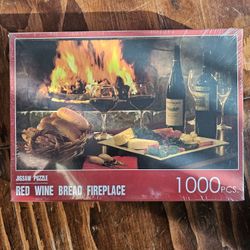 JIGSAW PUZZLE
RED WINE BREAD FIREPLACE
1000PCS.